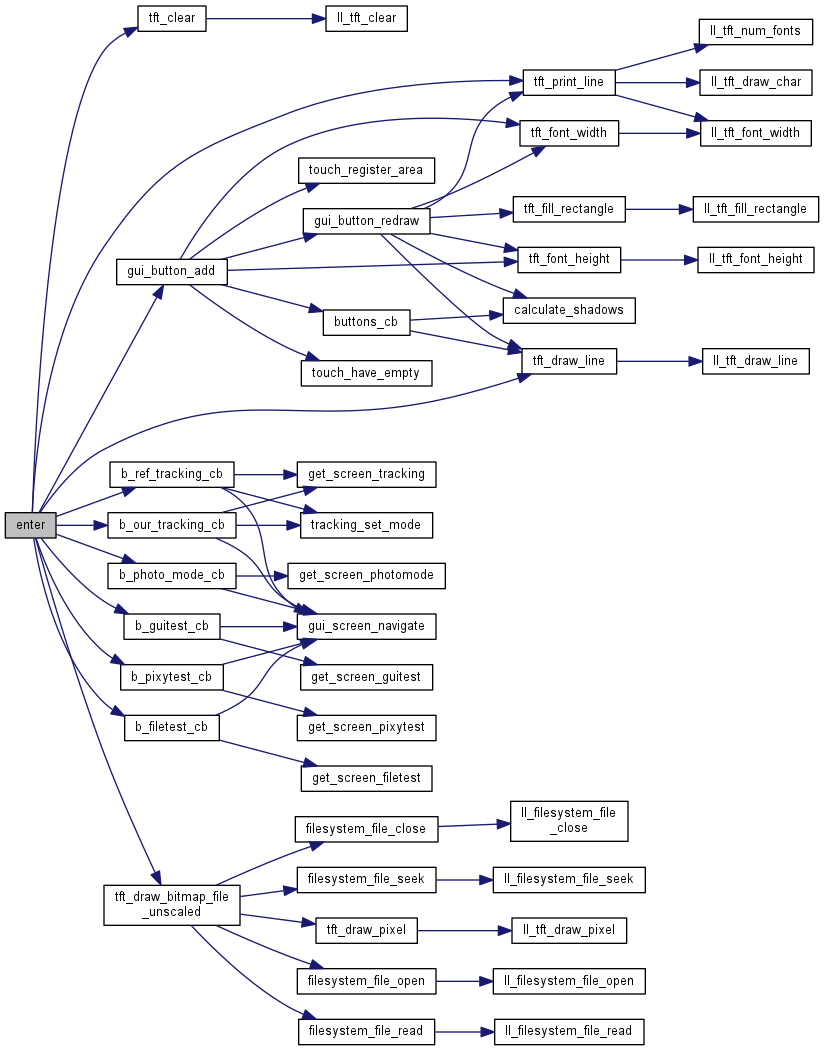 tft_clear
ll_tft_clear
ll_tft_num_fonts
tft_print_line
ll_tft_draw_char
tft_font_width
ll_tft_font_width
touch_register_area
gui_button_redraw
tft_fill_rectangle
ll_tft_fill_rectangle
gui_button_add
tft_font_height
ll_tft_font_height
calculate_shadows
buttons_cb
tft_draw_line
ll_tft_draw_line
touch_have_empty
b_ref_tracking_cb
get_screen_tracking
enter
b_our_tracking_cb
tracking_set_mode
b_photo_mode_cb
get_screen_photomode
b_guitest_cb
gui_screen_navigate
b_pixytest_cb
get_screen_guitest
b_filetest_cb
get_screen_pixytest
get_screen_filetest
filesystem_file_close
ll_filesystem_file
_close
filesystem_file_seek
ll_filesystem_file_seek
tft_draw_bitmap_file
_unscaled
tft_draw_pixel
ll_tft_draw_pixel
filesystem_file_open
ll_filesystem_file_open
filesystem_file_read
ll_filesystem_file_read